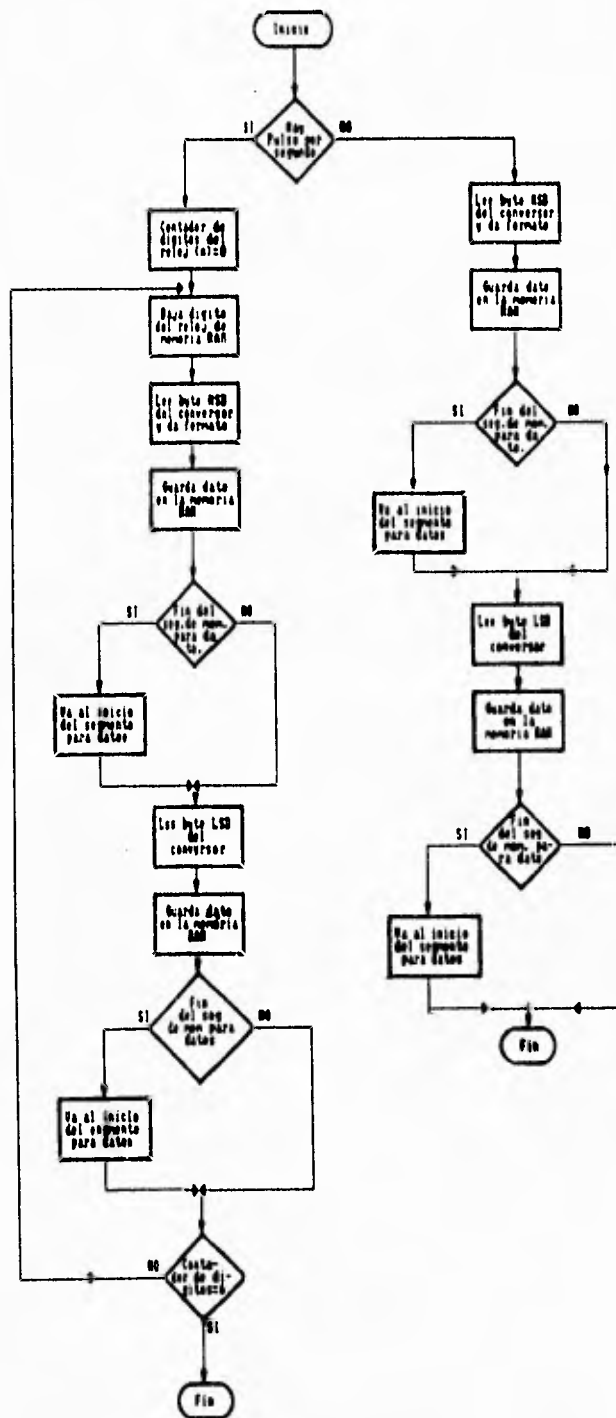 Inicio
Hay
Pulso por
segundo
SI
NO
Contador de
digitos del
reloj (n)=0
Baja digito
del reloj de
memoria RAM
Lee byte MSB
del conversor
y da formato
Guarda dato
en la memoria
RAM
Fin del
seg.de mem.
para da
to.
SI
NO
Va al inicio
del segmento
para datos
Lee byte LSB
del
conversor
Guarda dato
en la memoria
RAM
Fin
del seg
de mem para
datos
SI
NO
Va al inicio
del segmento
para datos
Conta-
dor de di-
gitos=
NO
SI
Fin
Lee byte MSB
del conversor
y da formato
Guarda dato
en la memoria
RAM
Fin del
seg.de mem.
para da
to.
SI
NO
Va al inicio
del segmento
para datos
Lee byte LSB
del
conversor
Guarda dato
en la
memoria RAM
Fin
del seg
de mem. pa-
ra dato
SI
NO
Va al inicio
del segmento
para datos
Fin